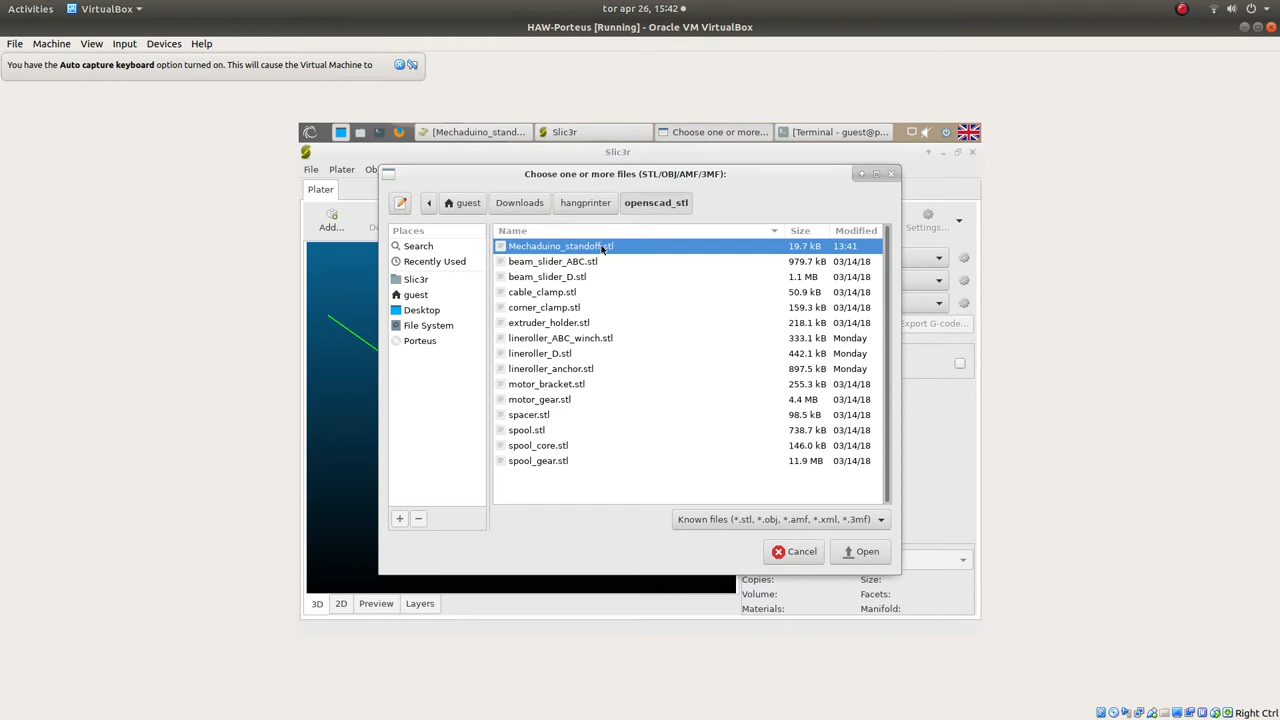 Activities VirtualBox tor apr 26, 15:42
HAW-Porteus [Running] - Oracle VM VirtualBox
File Machine View Input Devices Help
You have the Auto capture keyboard option turned on. This will cause the Virtual Machine to
[Mechaduino_stand... Slic3r Choose one or more... [Terminal - guest@p...
Slic3r
File Plater
Choose one or more files (STL/OBJ/AMF/3MF):
Plater
guest Downloads hangprinter openscad_stl
Add... Settings...
Places Name Size Modified
Search Mechaduino_standoff.stl 19.7 kB 13:41
Recently Used beam_slider_ABC.stl 979.7 kB 03/14/18
Slic3r beam_slider_D.stl 1.1 MB 03/14/18
guest cable_clamp.stl 50.9 kB 03/14/18
Desktop corner_clamp.stl 159.3 kB 03/14/18
File System extruder_holder.stl 218.1 kB 03/14/18
Export G-code...
Porteus lineroller_ABC_winch.stl 333.1 kB Monday
lineroller_D.stl 442.1 kB Monday
lineroller_anchor.stl 897.5 kB Monday
motor_bracket.stl 255.3 kB 03/14/18
motor_gear.stl 4.4 MB 03/14/18
spacer.stl 98.5 kB 03/14/18
spool.stl 738.7 kB 03/14/18
spool_core.stl 146.0 kB 03/14/18
spool_gear.stl 11.9 MB 03/14/18
Known files (*.stl, *.obj, *.amf, *.xml, *.3mf)
Cancel Open
Copies: Size:
Volume: Facets:
Materials: Manifold:
3D 2D Preview Layers
Right Ctrl